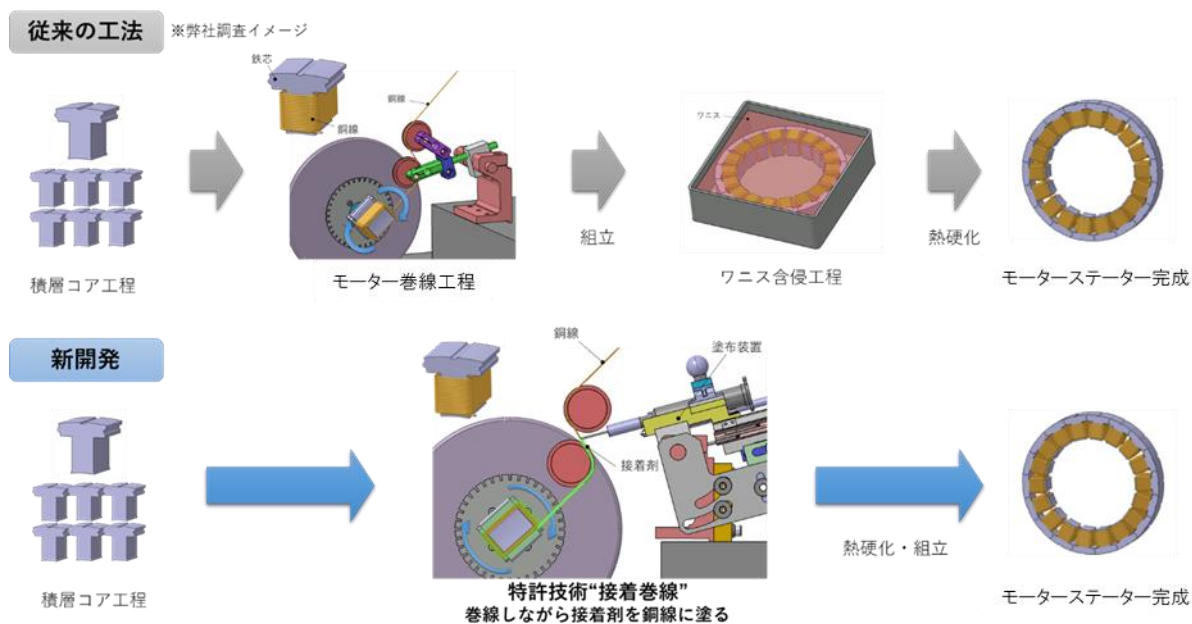 従来の工法
※弊社調査イメージ
鉄芯
銅線
銅線
ワニス
積層コア工程
モーター巻線工程
組立
ワニス含侵工程
熱硬化
モーターステーター完成
新開発
銅線
塗布装置
接着剤
積層コア工程
特許技術“接着巻線”
巻線しながら接着剤を銅線に塗る
熱硬化・組立
モーターステーター完成